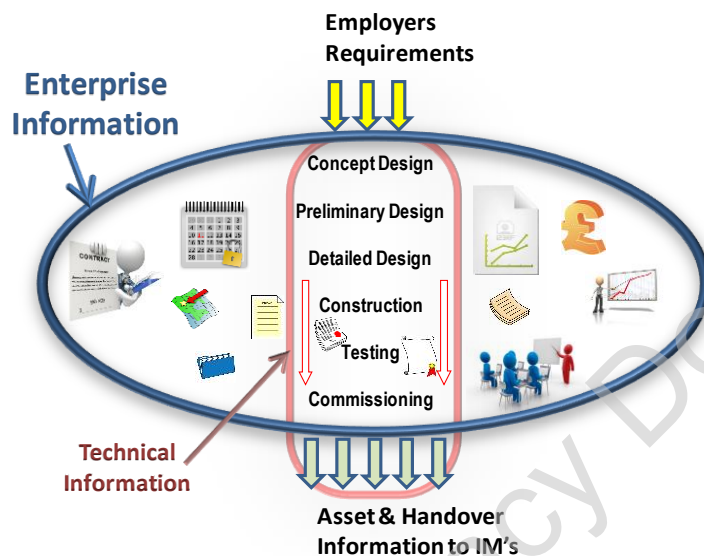 Employers
Requirements
Enterprise
Information
Concept Design
Preliminary Design
Detailed Design
Construction
Testing
Commissioning
CONTRACT
Technical
Information
Asset & Handover
Information to IM's